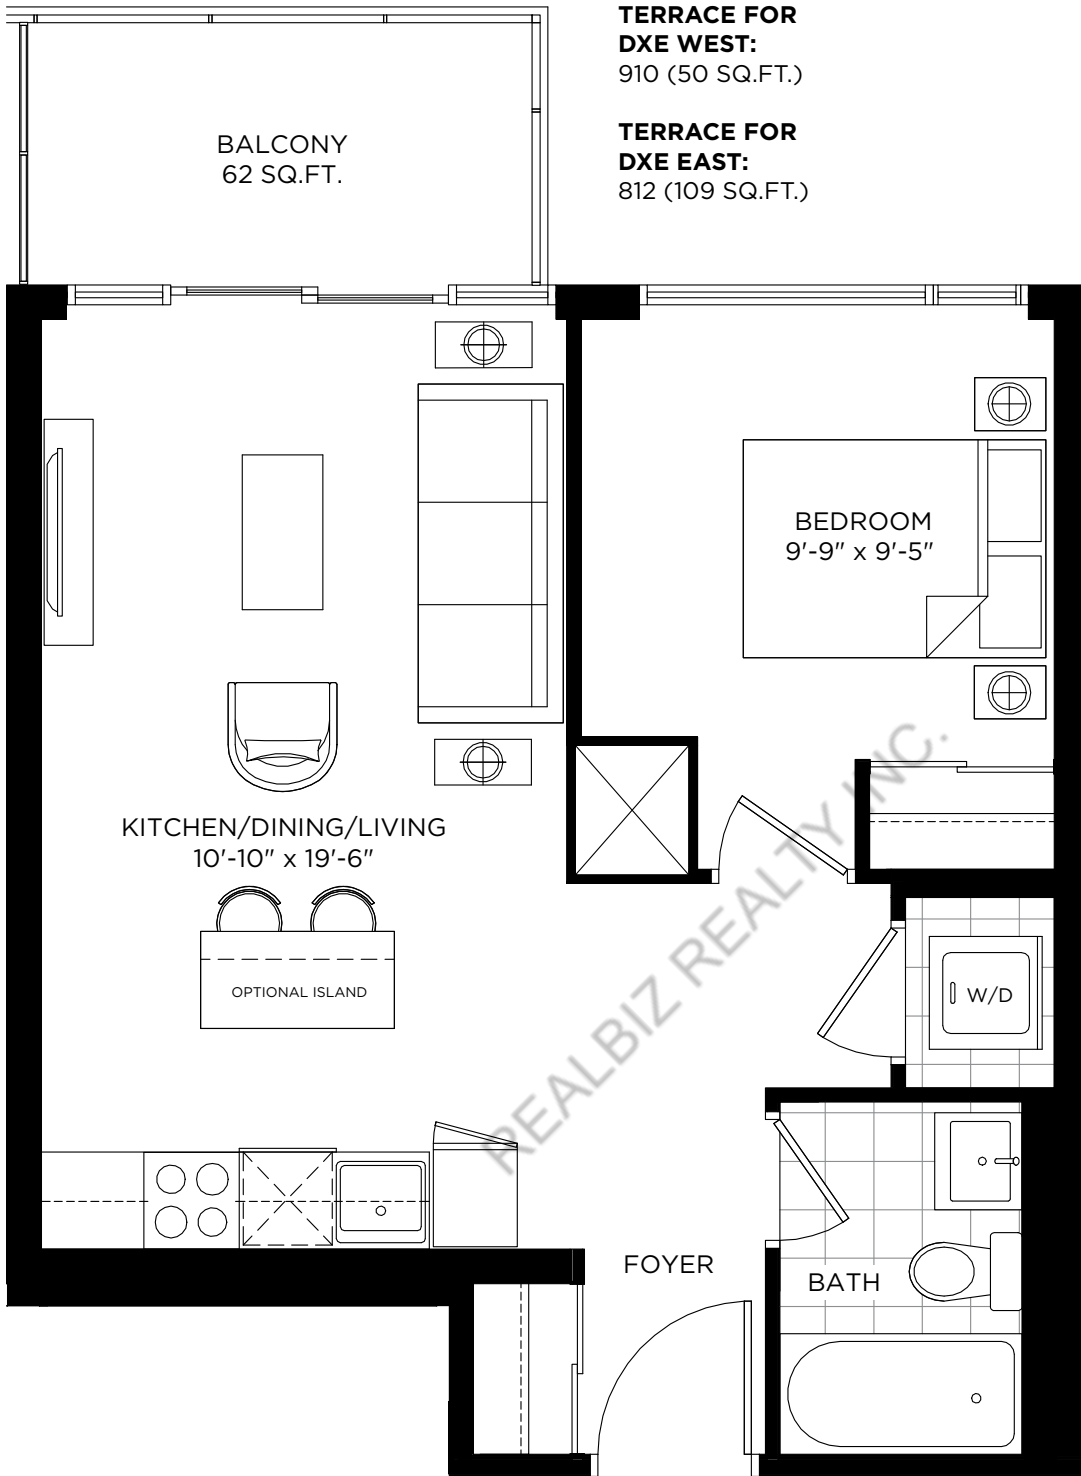 TERRACE FOR
DXE WEST:
910 (50 SQ.FT.)
TERRACE FOR
DXE EAST:
812 (109 SQ.FT.)
BALCONY
62 SQ.FT.
BEDROOM
9'-9" x 9'-5"
KITCHEN/DINING/LIVING
10'-10" x 19'-6"
OPTIONAL ISLAND
W/D
REALBIZ REALTY INC.
FOYER
BATH